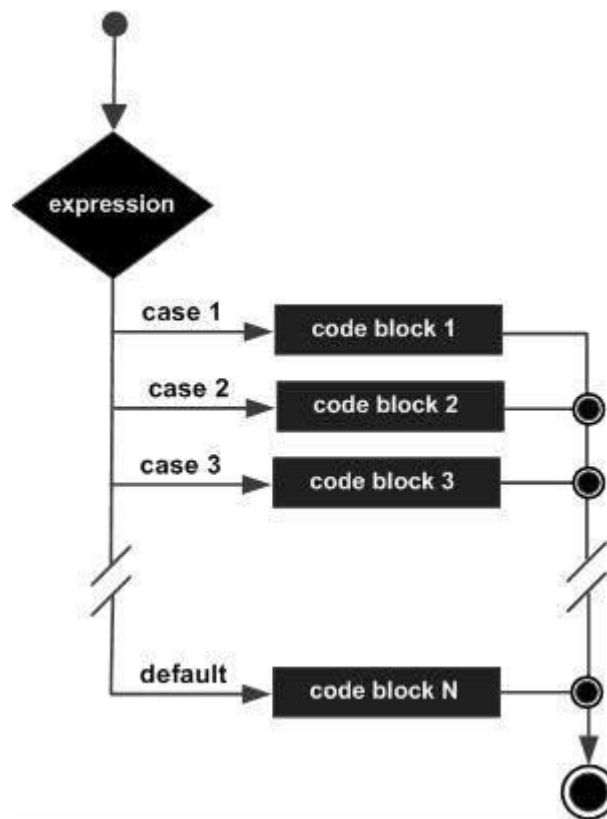 expression
case 1
code block 1
case 2
code block 2
case 3
code block 3
default
code block N